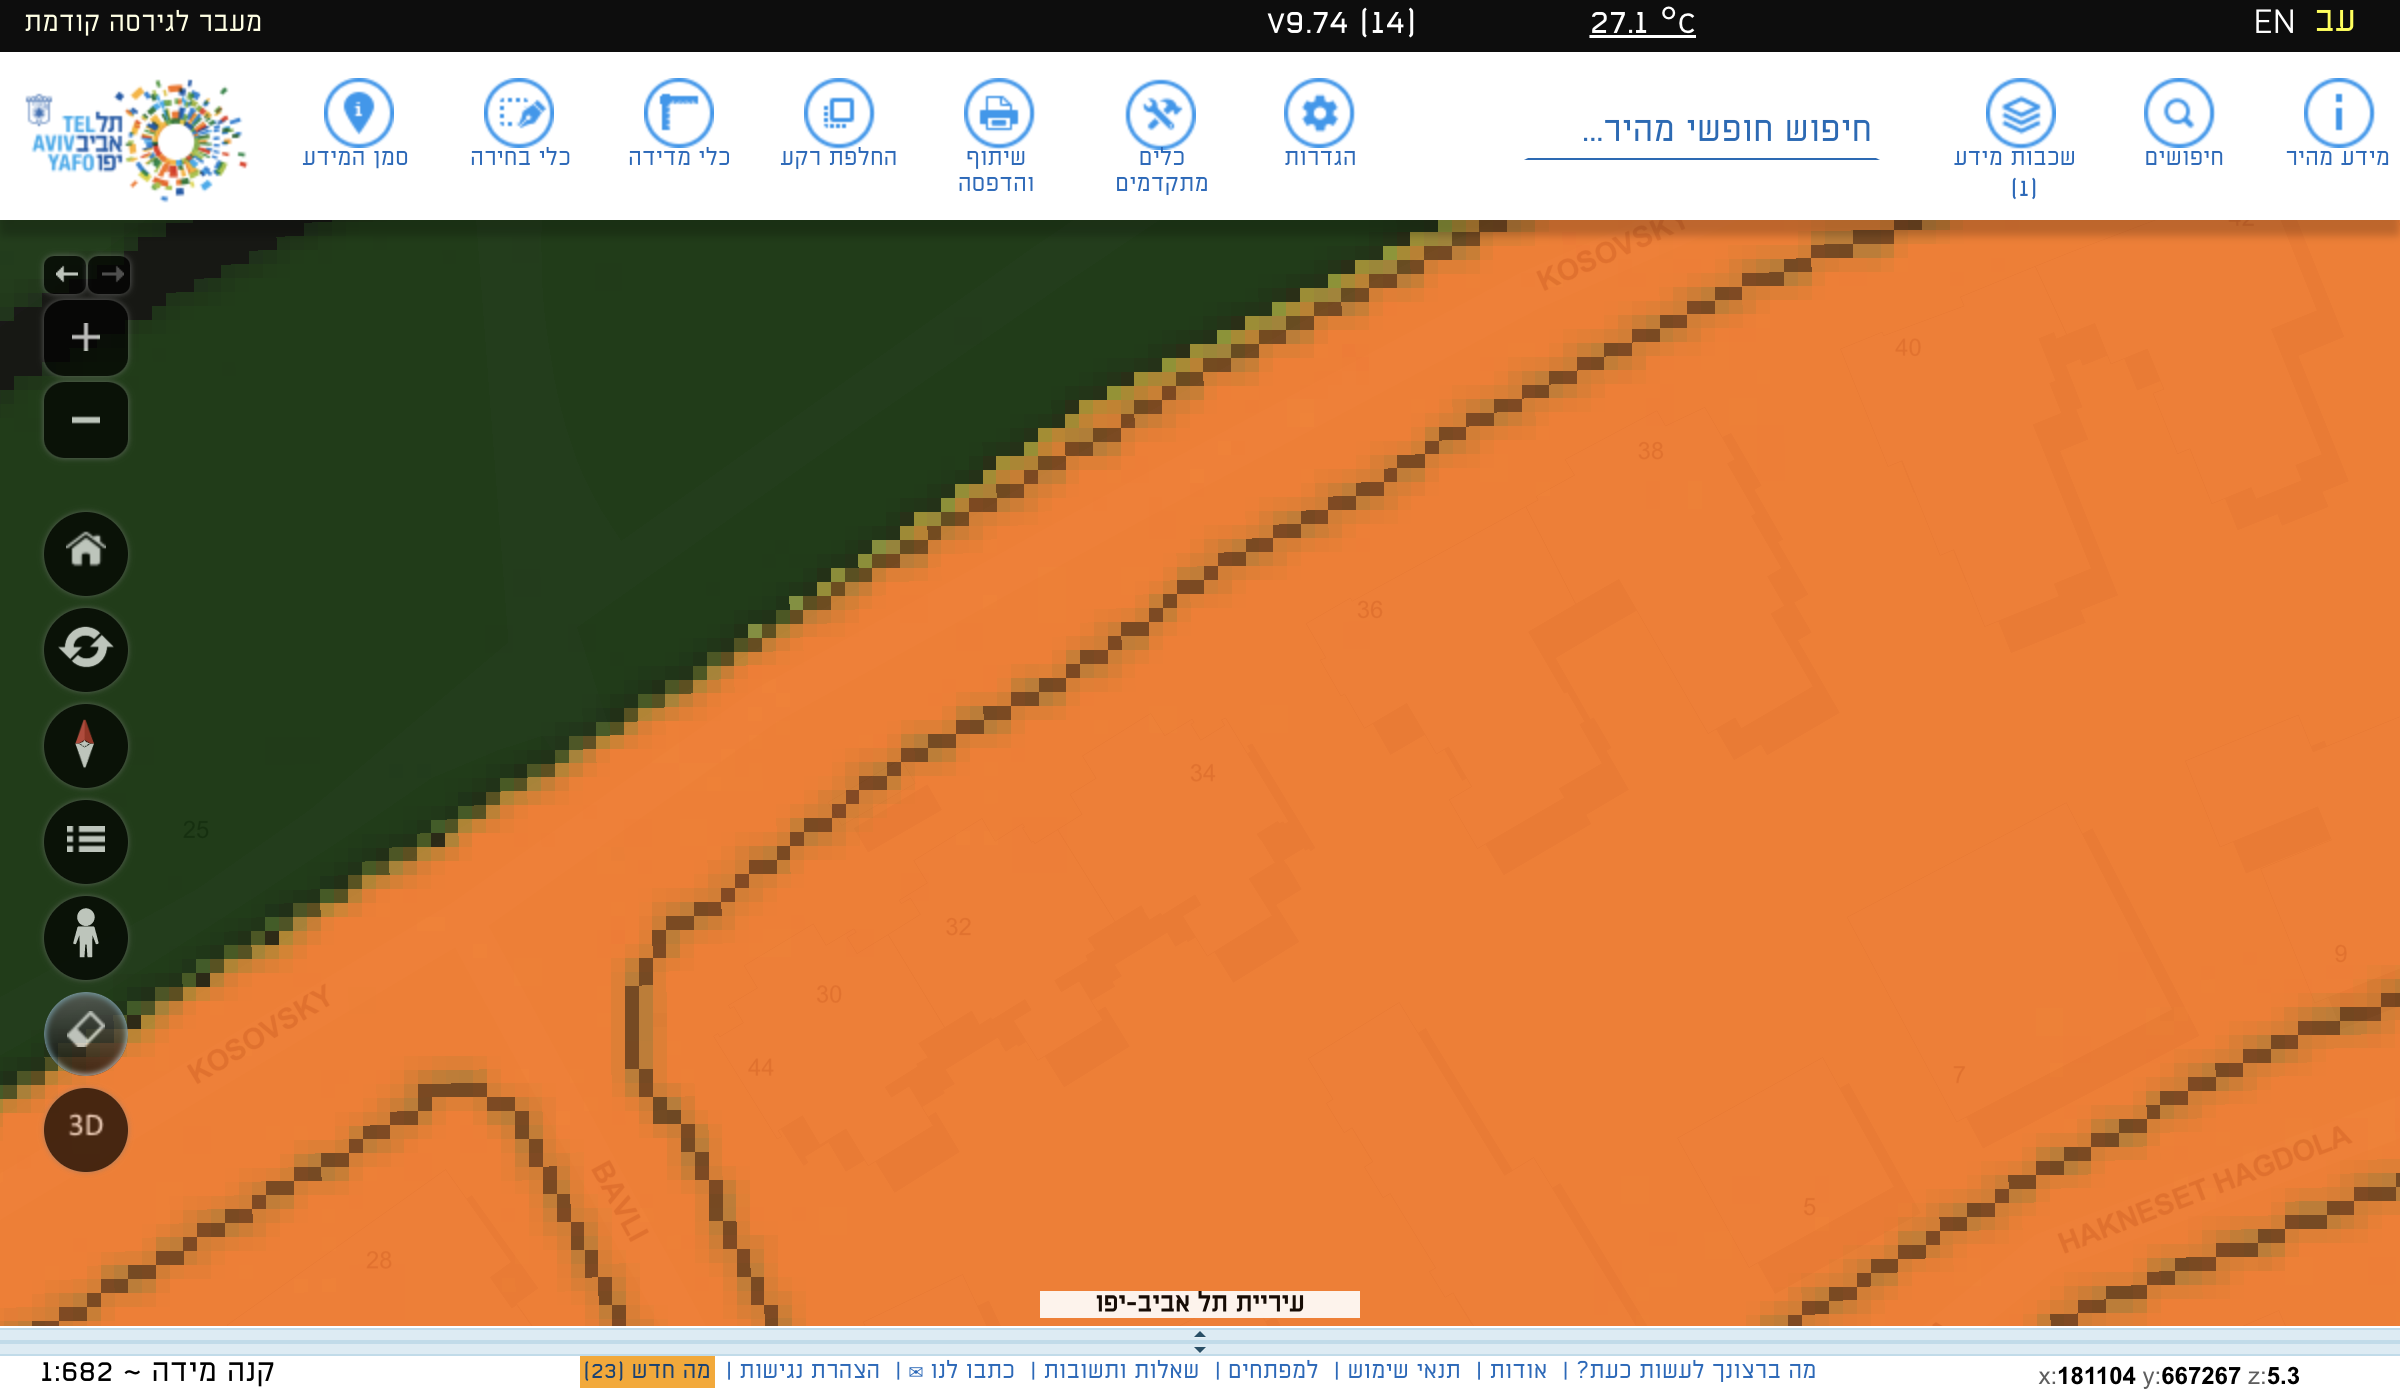 עב EN
27.1 °C
V9.74 (14)
מעבר לגירסה קודמת
מידע מהיר
חיפושים
שכבות מידע
(1)
חיפוש חופשי מהיר...
הגדרות
כלים
מתקדמים
שיתוף
והדפסה
החלפת רקע
כלי מדידה
כלי בחירה
סמן המידע
תל
אביב
יפו
TEL
AVIV
YAFO
KOSOVSKY
40
38
36
34
25
32
9
30
KOSOVSKY
44
7
HAKNESET HAGDOLA
BAVLI
5
28
3D
עיריית תל אביב-יפו
מה ברצונך לעשות כעת? | אודות | תנאי שימוש | למפתחים | שאלות ותשובות | כתבו לנו ✉ | הצהרת נגישות | מה חדש (23)
קנה מידה ~ 1:682
x:181104 y:667267 z:5.3